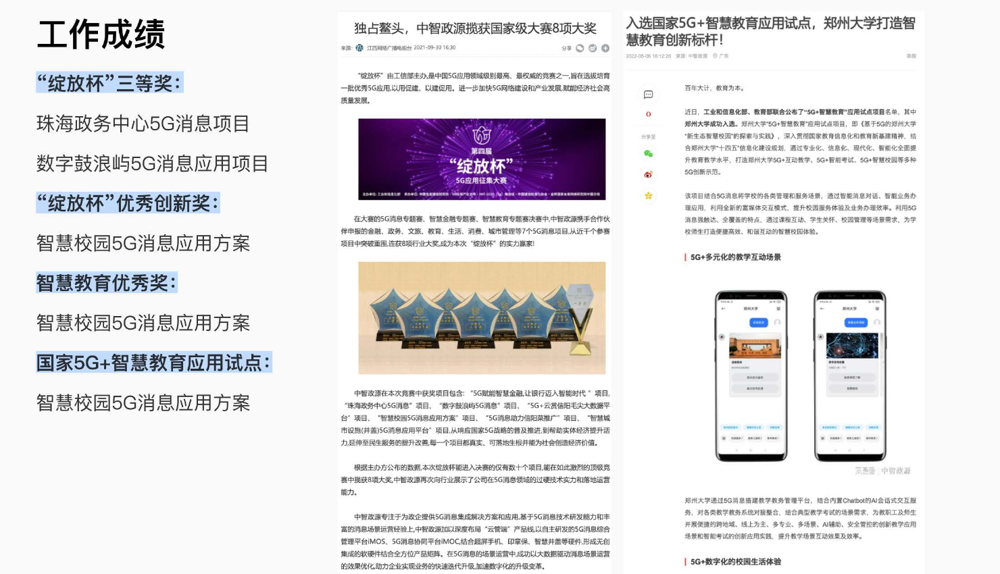 工作成绩
“绽放杯”三等奖：
珠海政务中心5G消息项目
数字鼓浪屿5G消息应用项目
“绽放杯”优秀创新奖：
智慧校园5G消息应用方案
智慧教育优秀奖：
智慧校园5G消息应用方案
国家5G+智慧教育应用试点：
智慧校园5G消息应用方案
独占鳌头，中智政源揽获国家级大赛8项大奖
来源： 江西网络广播电视台 2021-09-30 16:30
分享
“绽放杯”由工信部主办,是中国5G应用领域级别最高、最权威的竞赛之一,旨在选拔培育
一批优秀5G应用,以用促建、以建促用。进一步加快5G网络建设和产业发展,赋能经济社会高
质量发展。
第四届
“绽放杯”
5G应用征集大赛
在大赛的5G消息专题赛、智慧金融专题赛、智慧教育专题赛决赛中,中智政源携手合作伙
伴申报的金融、政务、文旅、教育、生活、消费、城市管理等7个5G消息项目,从近千个参赛
项目中突破重围,连获8项行业大奖,成为本次“绽放杯”的实力赢家!
中智政源在本次竞赛中获奖项目包含：“5G赋能智慧金融,让银行迈入智能时代 ”项目,
“珠海政务中心5G消息”项目、“数字鼓浪屿5G消息”项目、“5G+云赏信阳毛尖大数据平
台”项目、“智慧校园5G消息应用方案”项目、“5G消息助力信阳菜推广”项目、“智慧城
市设施(井盖)5G消息应用平台”项目,从响应国家5G战略的普及推进,到帮助实体经济提升活
力,延伸至民生服务的提升改善,每一个项目都真实、可落地生根并能为社会创造经济价值。
根据主办方公布的数据,本次绽放杯能进入决赛的仅有数十个项目,能在如此激烈的顶级竞
赛中揽获8项大奖,中智政源再次向行业展示了公司在5G消息领域的过硬技术实力和落地运营
能力。
中智政源专注于为政企提供5G消息集成解决方案和应用,基于5G消息技术研发能力和丰
富的消息场景运营经验上,中智政源加以深度布局“云管端”产品线,以自主研发的5G消息综合
管理平台iMOS、5G消息协同平台iMOC,结合超屏手机、印章保、智慧井盖等硬件,形成无创
集成的软硬件结合全方位产品矩阵。在5G消息的场景运营中,成功以大数据驱动消息场景运营
的效果优化,助力企业实现业务的快速迭代升级,加速数字化的升级变革。
入选国家5G+智慧教育应用试点，郑州大学打造智
慧教育创新标杆！
2022-05-06 16:12:20 来源：中智政源 广东
举报
0
分享至
百年大计，教育为本。
近日，工业和信息化部、教育部联合公布了“5G+智慧教育”应用试点项目名单，其中
郑州大学成功入选。郑州大学“5G+智慧教育”应用试点项目，即《基于5G的郑州大学
“新生态智慧校园”的探索与实践》，深入贯彻国家教育信息化和教育新基建精神，结
合郑州大学“十四五”信息化建设规划，通过专业化、信息化、现代化、智能化全面提
升教育教学水平，打造郑州大学5G+互动教学、5G+智能考试、5G+智慧校园等多种
5G创新示范。
该项目结合5G消息将学校的各类管理和服务场景，通过智能消息对话、智能业务办
理应用，利用全新的富媒体交互模式，提升校园服务体验及业务办理效率。利用5G
消息强触达、全覆盖的特点，通过课程互动、学生关怀、校园管理等场景需求，为学
校师生打造便捷高效、和谐互动的智慧校园体验。
5G+多元化的教学互动场景
郑州大学
郑州大学
中智政源
郑州大学通过5G消息搭建教学教务管理平台，结合内置Chatbot的AI会话式交互服
务，对各类教学教务系统对接整合，结合典型教学考试的场景需求，为教职工及师生
开展便捷的跨地域、线上为主、多专业、多场景、AI辅助、安全管控的创新教学应用
场景和智能考试的创新应用实践，提升教学场景互动效果及效率。
5G+数字化的校园生活体验